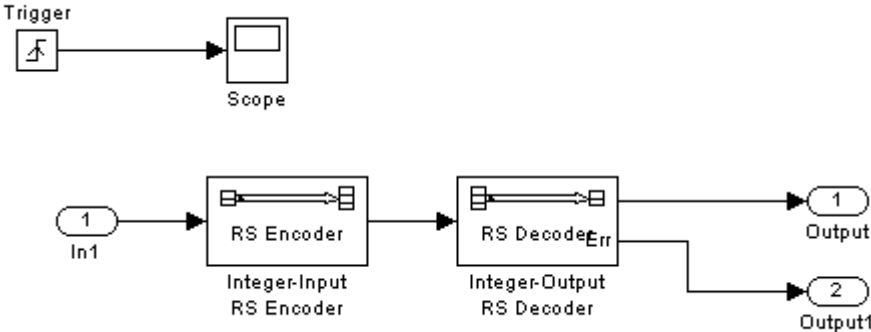 Trigger
Scope
1
In1
RS Encoder
Integer-Input
RS Encoder
RS Decoder
Err
Integer-Output
RS Decoder
1
Output
2
Output1